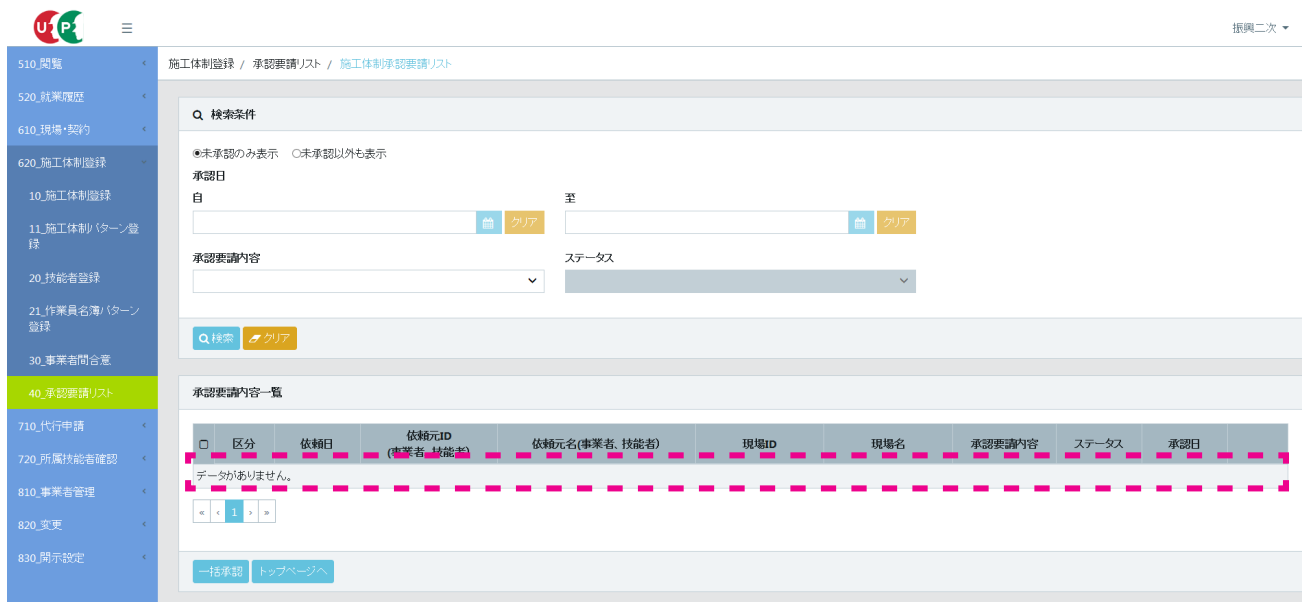 UP
振興二次
510_閲覧
520_就業履歴
610_現場・契約
620_施工体制登録
10_施工体制登録
11_施工体制パターン登
録
20_技能者登録
21_作業員名簿パターン
登録
30_事業者間合意
40_承認要請リスト
710_代行申請
720_所属技能者確認
810_事業者管理
820_変更
830_開示設定
施工体制登録 / 承認要請リスト / 施工体制承認要請リスト
検索条件
未承認のみ表示 未承認以外も表示
承認日
自 至
クリア クリア
承認要請内容 ステータス
検索 クリア
承認要請内容一覧
区分 依頼日 依頼元ID (事業者、技能者) 依頼元名(事業者、技能者) 現場ID 現場名 承認要請内容 ステータス 承認日
データがありません。
« ‹ 1 › »
一括承認 トップページへ